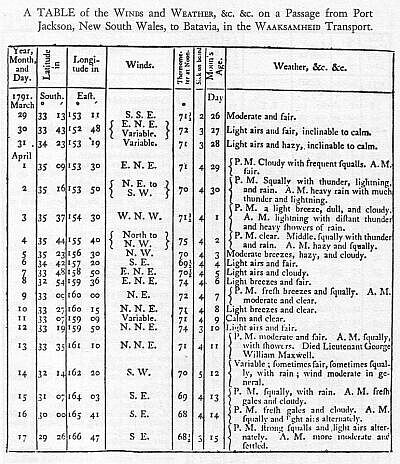 A TABLE of the WINDS and WEATHER, &c. &c. on a Passage from Port
Jackson, New South Wales, to Batavia, in the WAAKSAMHEID Transport.
Year, Month, and Day. Latitude in Longitude in Winds. Thermometer at Noon. Sick on board Moon's Age. Weather, &c. &c.
1791. South. East. ° Day
March
29 33 13 153 11 S. S. E. 71½ 2 26 Moderate and fair.
30 33 43 152 48 { E. N. E. Variable. } 72 3 27 Light airs and fair, inclinable to calm.
31 34 23 153 19 Variable. 71 3 28 Light airs and hazy, inclinable to calm.
April
1 35 09 153 30 E. N. E. 71 4 29 { P. M. Cloudy with frequent squalls. A. M.
fair.
2 35 16 153 50 { N. E. to S. W. } 70 4 30 { P. M. Squally with thunder, lightning,
and rain. A. M. heavy rain with much
thunder and lightning.
3 35 37 154 30 W. N. W. 71½ 4 1 { P. M. a light breeze, dull, and cloudy.
A. M. lightning with distant thunder
and heavy showers of rain.
4 35 44 155 40 { North to N. W. } 75 4 2 { P. M. clear. Middle, squally with thunder
and rain. A. M. hazy and squally.
5 35 23 156 30 N. W. 70 4 3 Moderate breezes, hazy, and cloudy.
6 34 42 157 20 S. E. 69½ 4 4 Light airs and fair.
7 33 48 158 50 E. N. E. 70½ 4 5 Light airs and cloudy.
8 32 54 159 36 E. N. E. 74 4 6 Light breezes and fair.
9 33 00 160 00 N. E. 72 4 7 { P. M. fresh breezes and squally. A. M.
moderate and clear.
10 33 27 160 15 N. N. E. 75 4 8 Light breezes and clear.
11 33 07 159 09 Variable. 71 4 9 Calm and clear.
12 33 19 159 50 N. N. E. 74 3 10 Light airs and fair.
13 33 35 161 10 N. N. E. 71 4 11 { P. M. moderate and fair. A. M. squally,
with showers. Died Lieutenant George
William Maxwell.
14 32 14 162 20 S. W. 70 5 12 { Variable; sometimes fair, sometimes squally,
with rain; wind moderate in general.
15 31 07 164 03 S. E. 69 4 13 { P. M. squally, with rain. A. M. fresh
gales and cloudy.
16 30 00 165 41 S. E. 68 4 14 { P. M. fresh gales and cloudy. A. M.
squally and light airs alternately.
17 29 26 166 47 S E. 68½ 3 15 { P. M. strong squalls and light airs alternately.
A. M. more moderate and
settled.